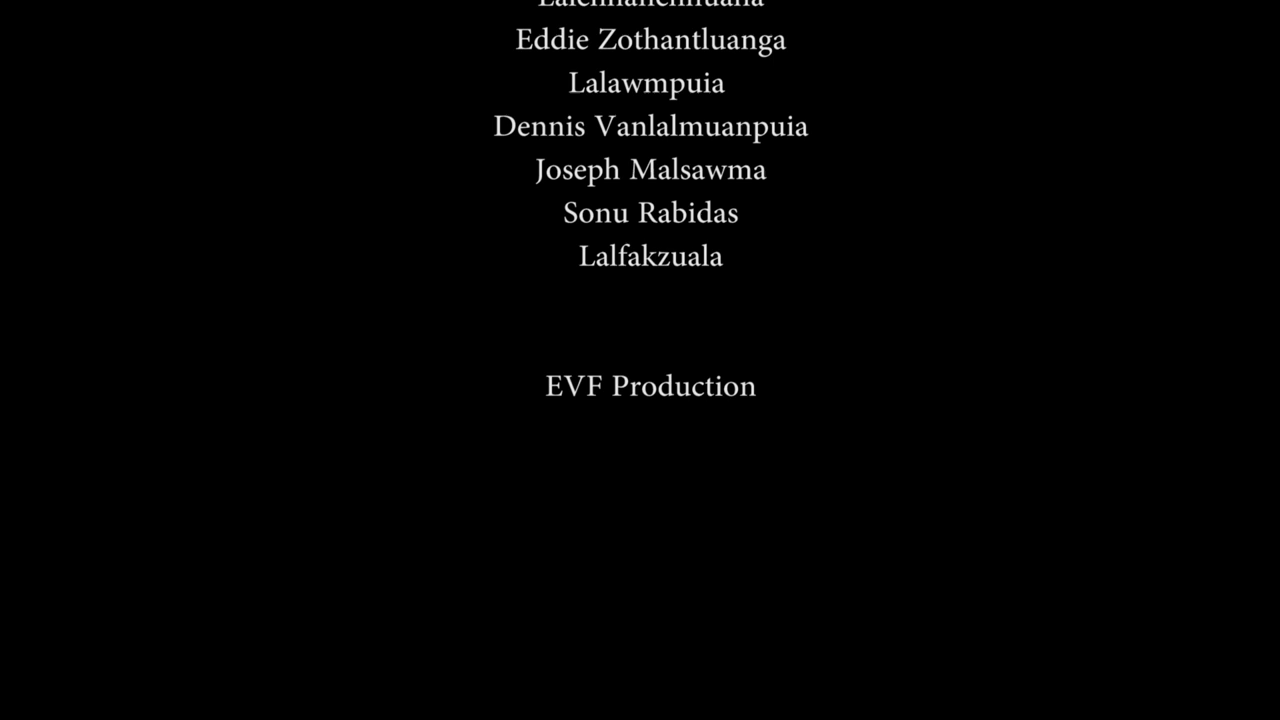 Eddie Zothantluanga
Lalawmpuia
Dennis Vanlalmuanpuia
Joseph Malsawma
Sonu Rabidas
Lalfakzuala
EVF Production